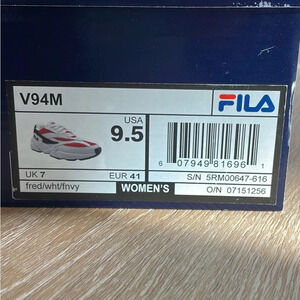 V94M
FILA
USA
9.5
6 07949 81696 1
UK 7
EUR 41
S/N 5RM00647-616
fred/wht/fnvy
WOMEN'S
O/N 07151256